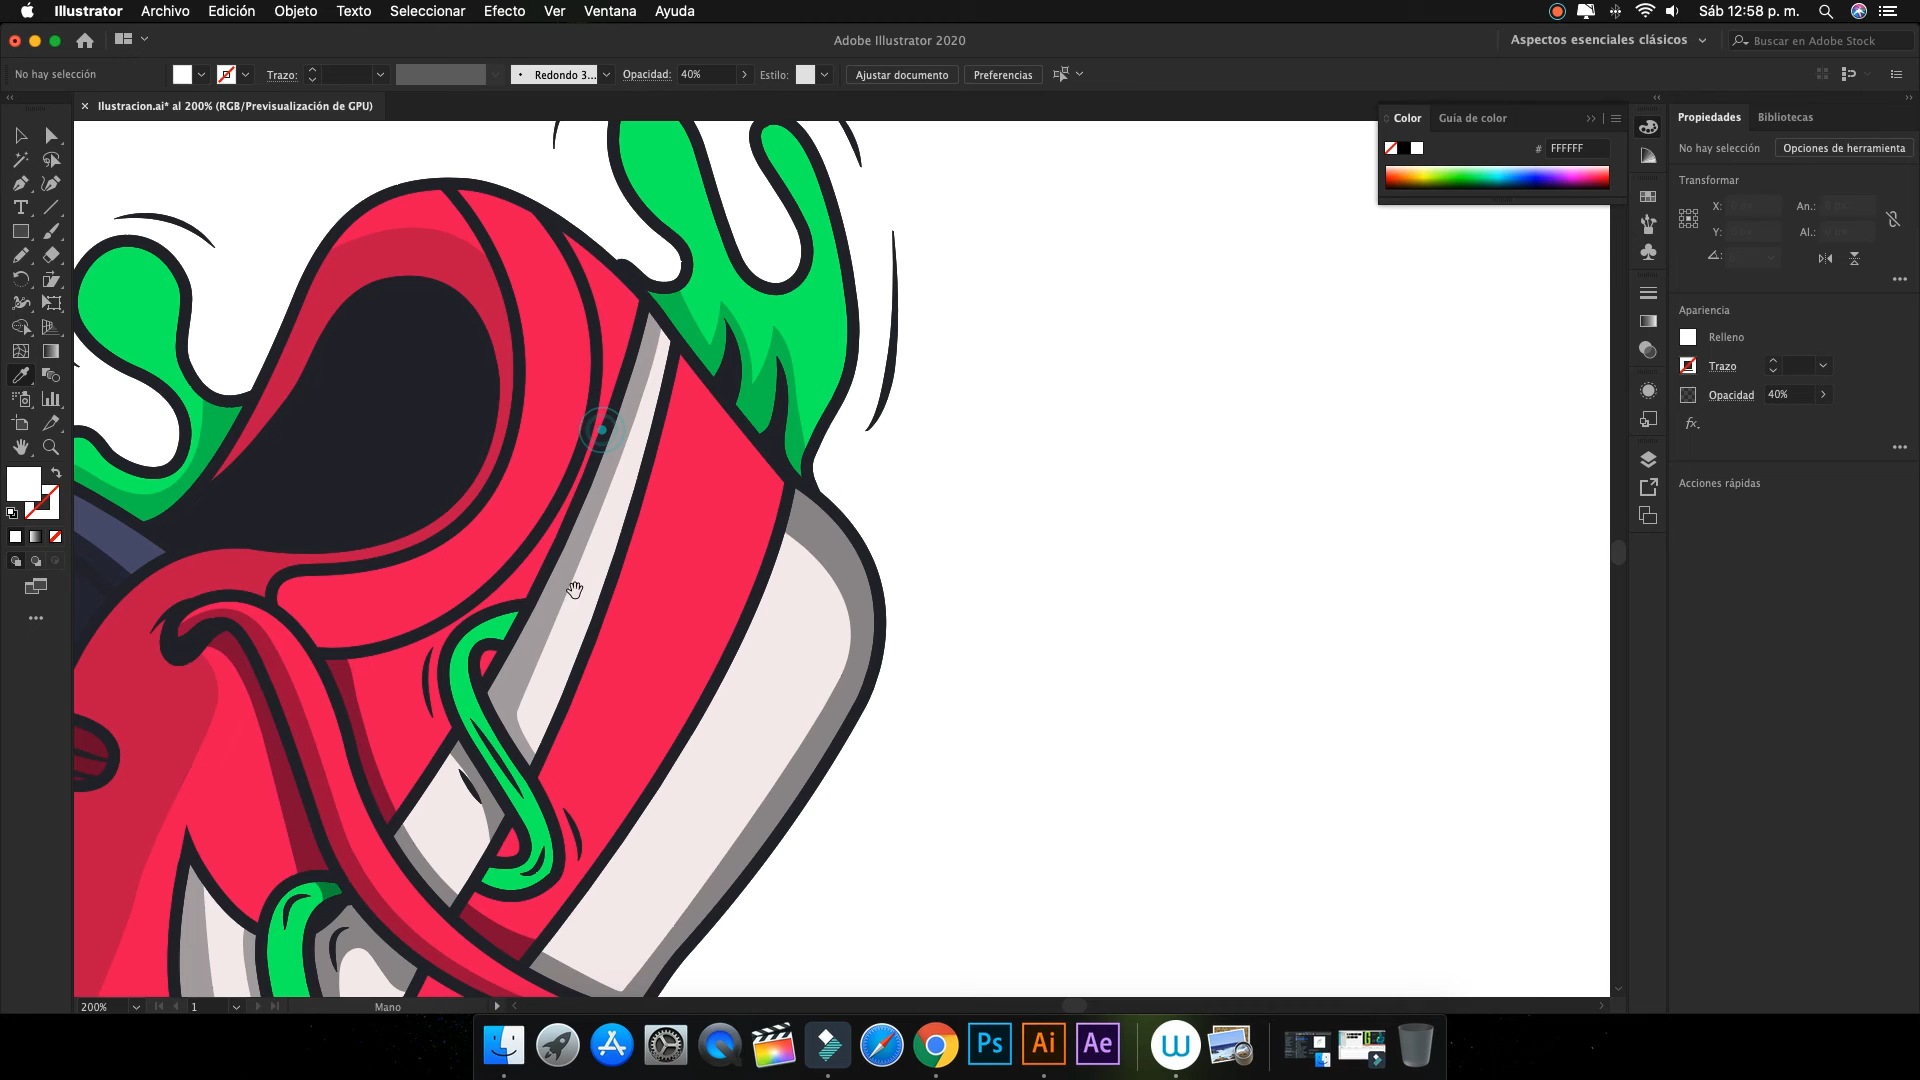 Illustrator Archivo Edición Objeto Texto Seleccionar Efecto Ver Ventana Ayuda Sáb 12:58 p. m.
Adobe Illustrator 2020 Aspectos esenciales clásicos Buscar en Adobe Stock
No hay selección Trazo: Redondo 3... Opacidad: 40% Estilo: Ajustar documento Preferencias
Ilustracion.ai* al 200% (RGB/Previsualización de GPU)
Color Guía de color
# FFFFFF
Propiedades Bibliotecas
No hay selección Opciones de herramienta
Transformar
X: An.:
Y: Al.:
Apariencia
Relleno
Trazo
Opacidad 40%
fx.
Acciones rápidas
200% 1 Mano
Ps Ai Ae